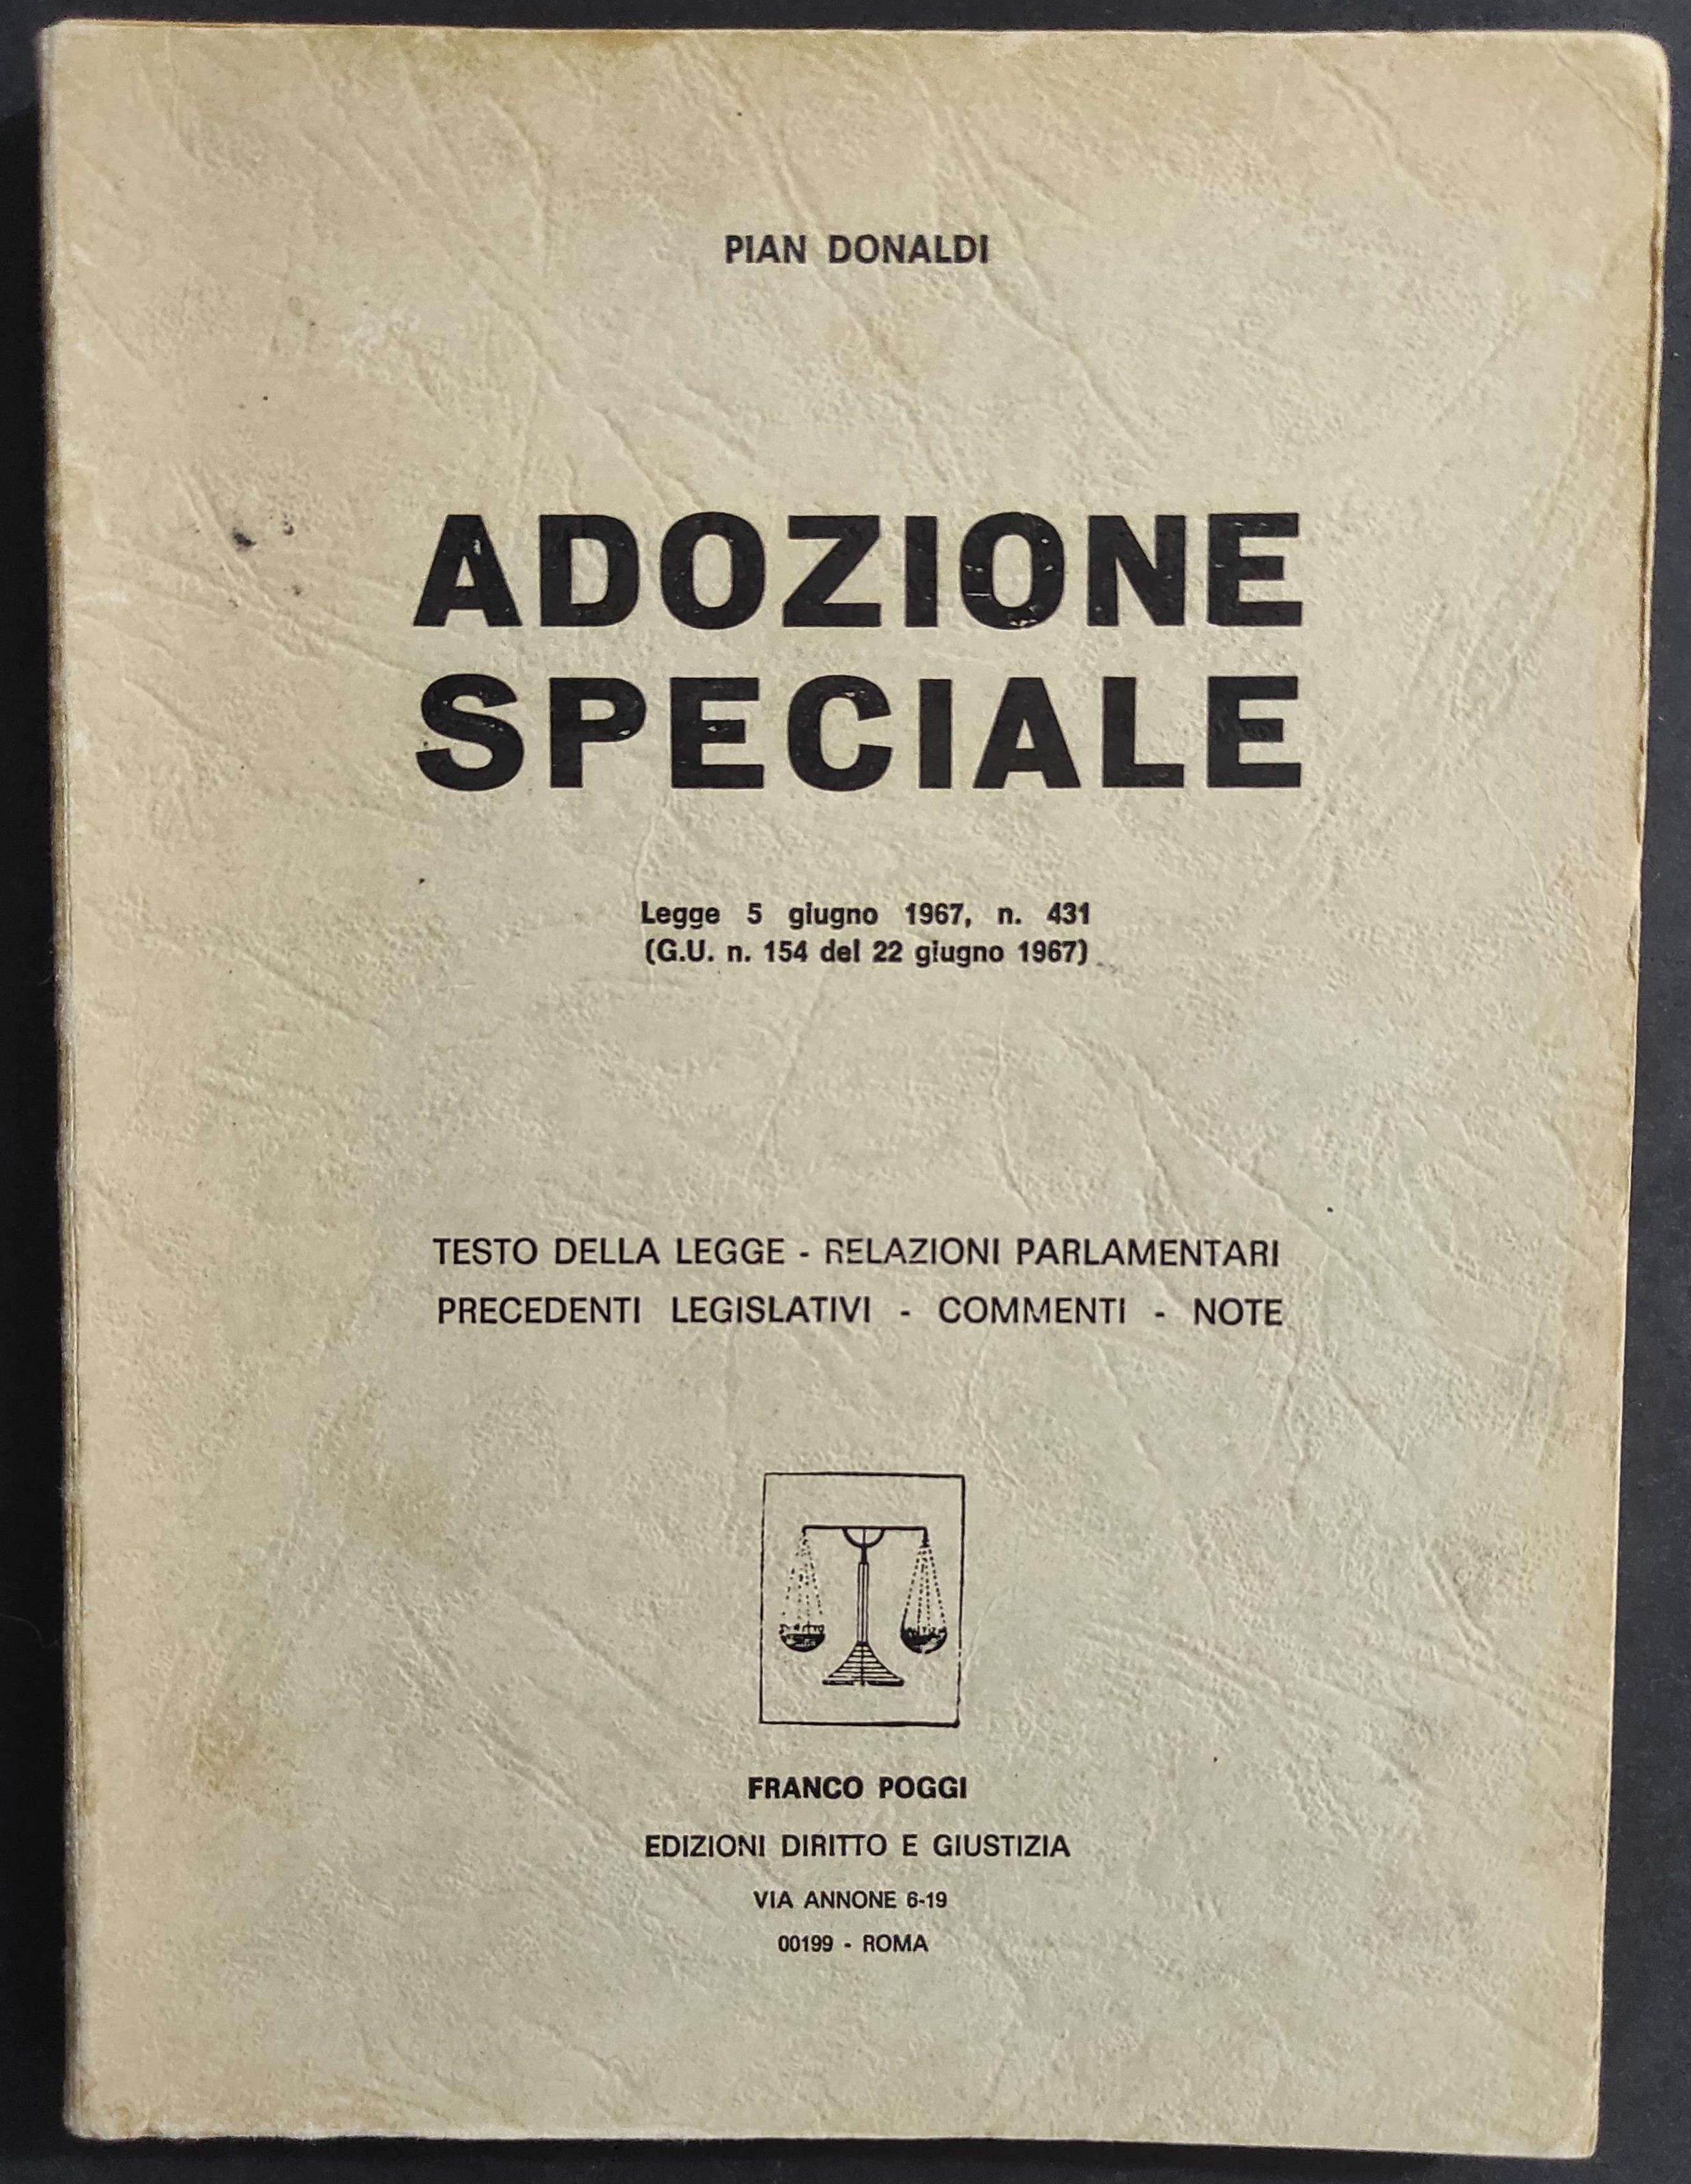 PIAN DONALDI
ADOZIONE
SPECIALE
Legge 5 giugno 1967, n. 431
(G.U. n. 154 del 22 giugno 1967)
TESTO DELLA LEGGE - RELAZIONI PARLAMENTARI
PRECEDENTI LEGISLATIVI - COMMENTI - NOTE
FRANCO POGGI
EDIZIONI DIRITTO E GIUSTIZIA
VIA ANNONE 6-19
00199 - ROMA